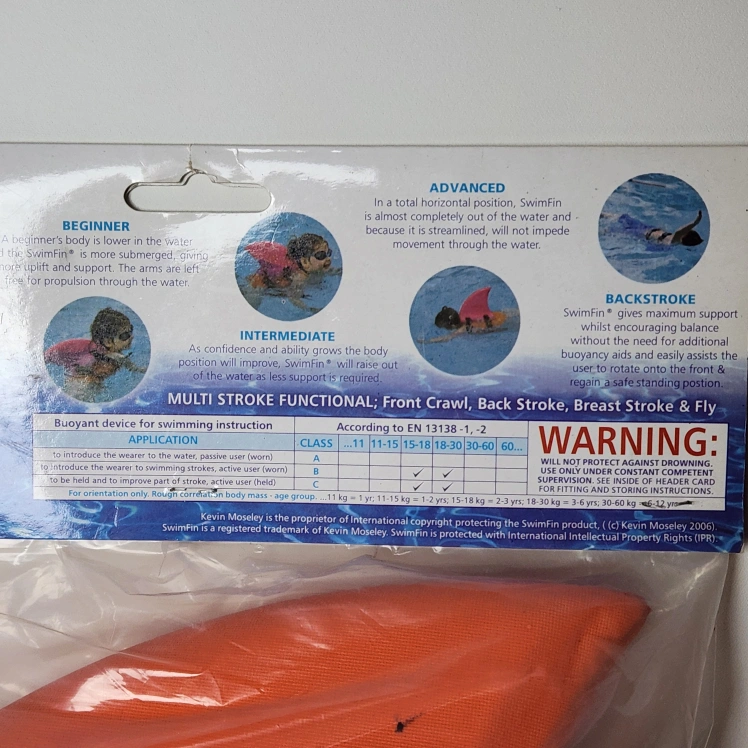 BEGINNER
A beginner's body is lower in the water
the SwimFin® is more submerged, giving
more uplift and support. The arms are left
free for propulsion through the water.
INTERMEDIATE
As confidence and ability grows the body
position will improve, SwimFin® will raise out
of the water as less support is required.
ADVANCED
In a total horizontal position, SwimFin
is almost completely out of the water and
because it is streamlined, will not impede
movement through the water.
BACKSTROKE
SwimFin® gives maximum support
whilst encouraging balance
without the need for additional
buoyancy aids and easily assists the
user to rotate onto the front &
regain a safe standing postion.
MULTI STROKE FUNCTIONAL; Front Crawl, Back Stroke, Breast Stroke & Fly
Buoyant device for swimming instruction According to EN 13138 -1, -2
APPLICATION CLASS ...11 11-15 15-18 18-30 30-60 60...
to introduce the wearer to the water, passive user (worn) A
to introduce the wearer to swimming strokes, active user (worn) B ✓ ✓
to be held and to improve part of stroke, active user (held) C ✓ ✓
For orientation only. Rough correlation body mass - age group. ...11 kg = 1 yr; 11-15 kg = 1-2 yrs; 15-18 kg = 2-3 yrs; 18-30 kg = 3-6 yrs; 30-60 kg = 6-12 yrs
WARNING:
WILL NOT PROTECT AGAINST DROWNING.
USE ONLY UNDER CONSTANT COMPETENT
SUPERVISION. SEE INSIDE OF HEADER CARD
FOR FITTING AND STORING INSTRUCTIONS.
Kevin Moseley is the proprietor of International copyright protecting the SwimFin product, ( (c) Kevin Moseley 2006).
SwimFin is a registered trademark of Kevin Moseley. SwimFin is protected with International Intellectual Property Rights (IPR).